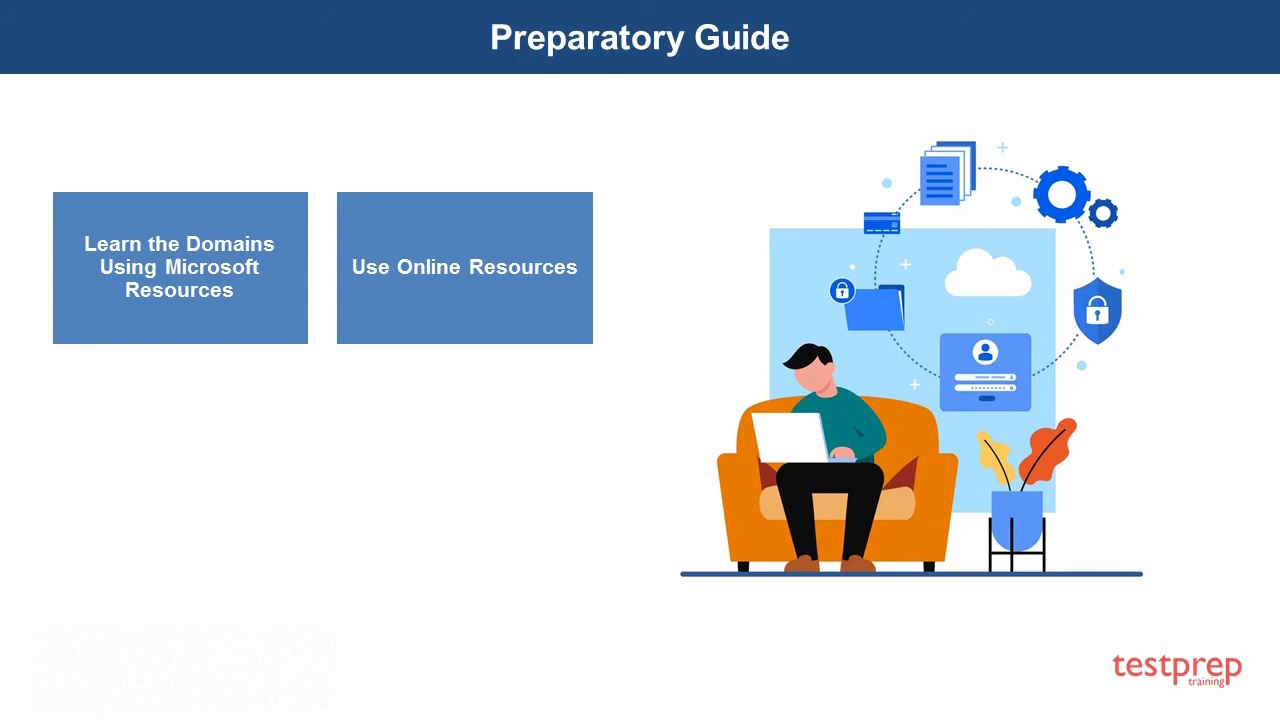 Preparatory Guide
Learn the Domains
Using Microsoft
Resources
Use Online Resources
testprep
training